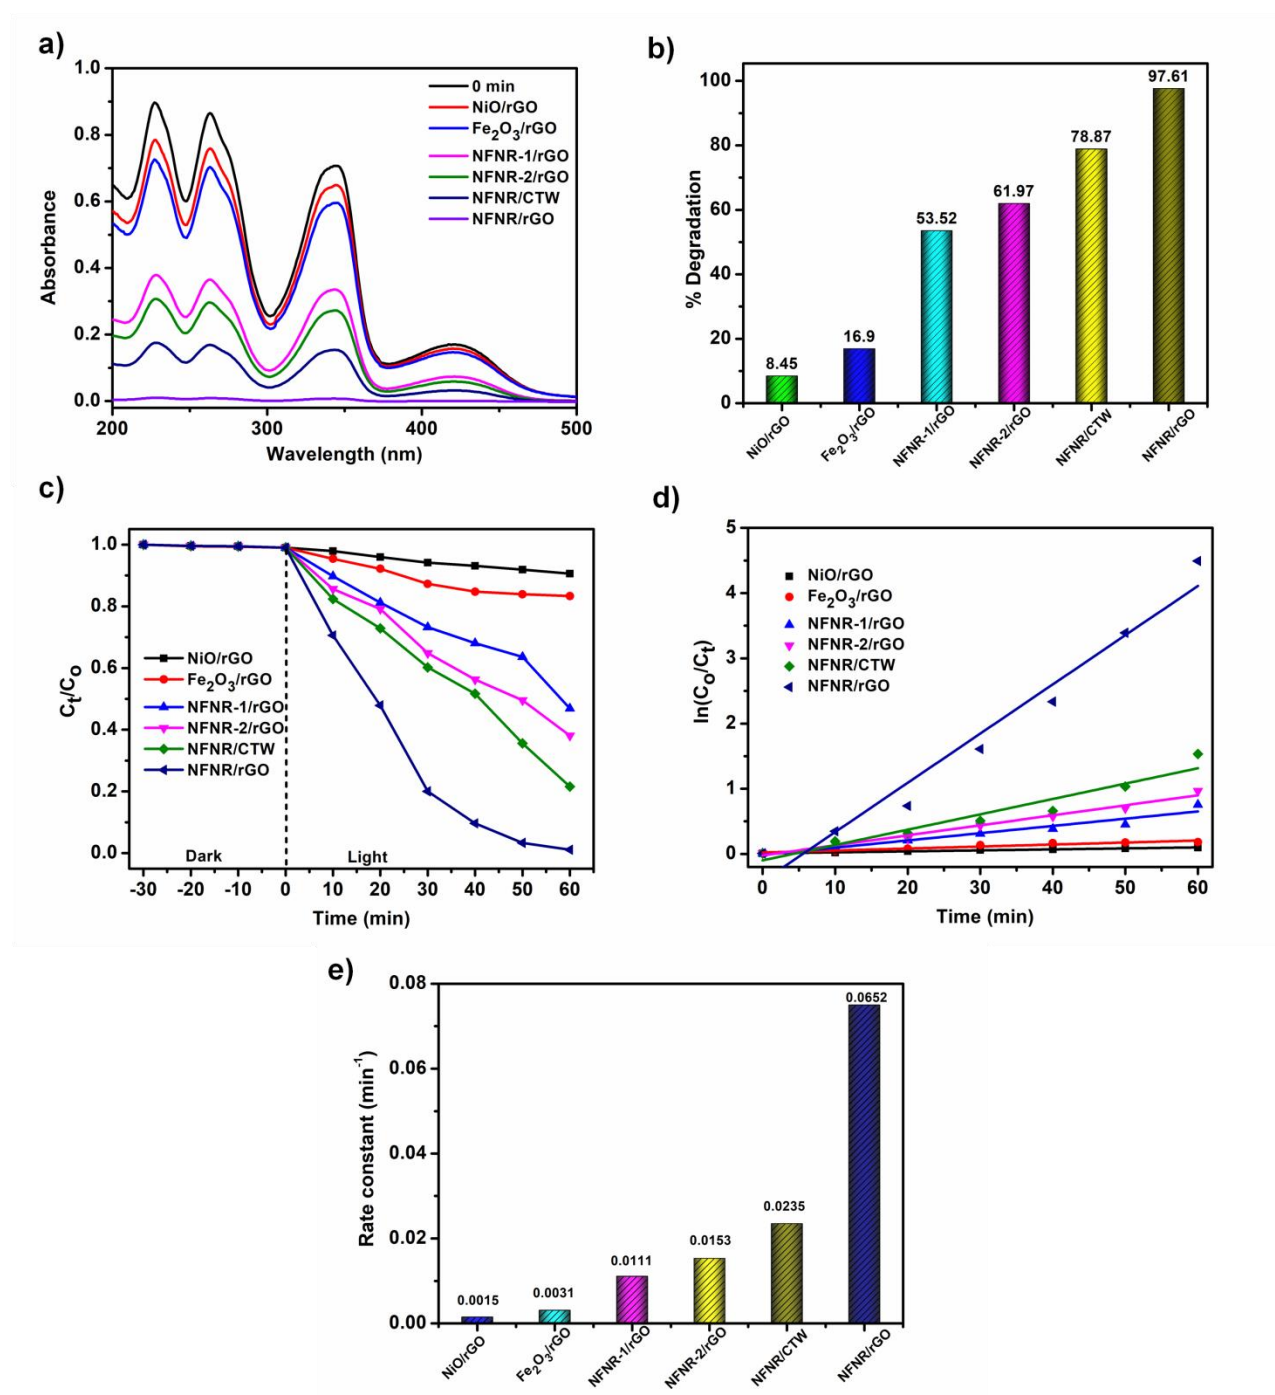 a)
1.0
0.8
0.6
0.4
0.2
0.0
Absorbance
200
300
400
500
Wavelength (nm)
0 min
NiO/rGO
Fe₂O₃/rGO
NFNR-1/rGO
NFNR-2/rGO
NFNR/CTW
NFNR/rGO
b)
100
80
60
40
20
0
% Degradation
8.45
16.9
53.52
61.97
78.87
97.61
NiO/rGO
Fe₂O₃/rGO
NFNR-1/rGO
NFNR-2/rGO
NFNR/CTW
NFNR/rGO
c)
1.0
0.8
0.6
0.4
0.2
0.0
Cₜ/Cₒ
NiO/rGO
Fe₂O₃/rGO
NFNR-1/rGO
NFNR-2/rGO
NFNR/CTW
NFNR/rGO
Dark
Light
-30
-20
-10
0
10
20
30
40
50
60
Time (min)
d)
5
4
3
2
1
0
ln(Cₒ/Cₜ)
NiO/rGO
Fe₂O₃/rGO
NFNR-1/rGO
NFNR-2/rGO
NFNR/CTW
NFNR/rGO
0
10
20
30
40
50
60
Time (min)
e)
0.08
0.06
0.04
0.02
0.00
Rate constant (min⁻¹)
0.0015
0.0031
0.0111
0.0153
0.0235
0.0652
NiO/rGO
Fe₂O₃/rGO
NFNR-1/rGO
NFNR-2/rGO
NFNR/CTW
NFNR/rGO